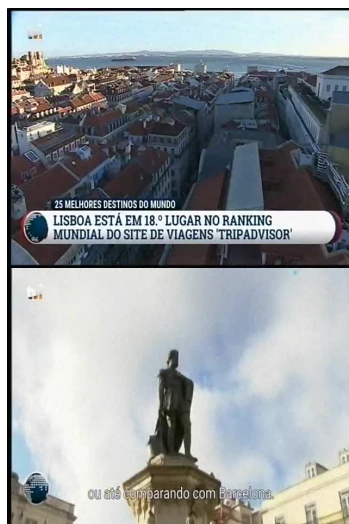 25 MELHORES DESTINOS DO MUNDO
LISBOA ESTÁ EM 18.º LUGAR NO RANKING
MUNDIAL DO SITE DE VIAGENS 'TRIPADVISOR'
ou até comparando com Barcelona.